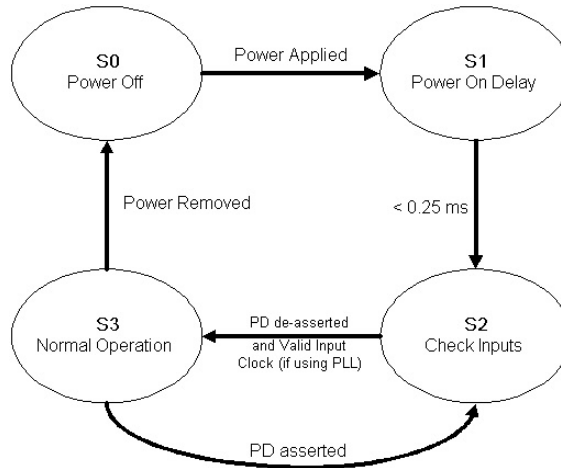 S0
Power Off
Power Applied
S1
Power On Delay
Power Removed
< 0.25 ms
S3
Normal Operation
PD de-asserted
and Valid Input
Clock (if using PLL)
S2
Check Inputs
PD asserted